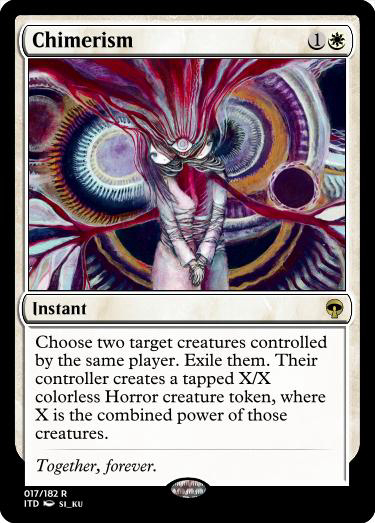 Chimerism 1
Instant
Choose two target creatures controlled
by the same player. Exile them. Their
controller creates a tapped X/X
colorless Horror creature token, where
X is the combined power of those
creatures.
Together, forever.
017/182 R
ITD SI_KU